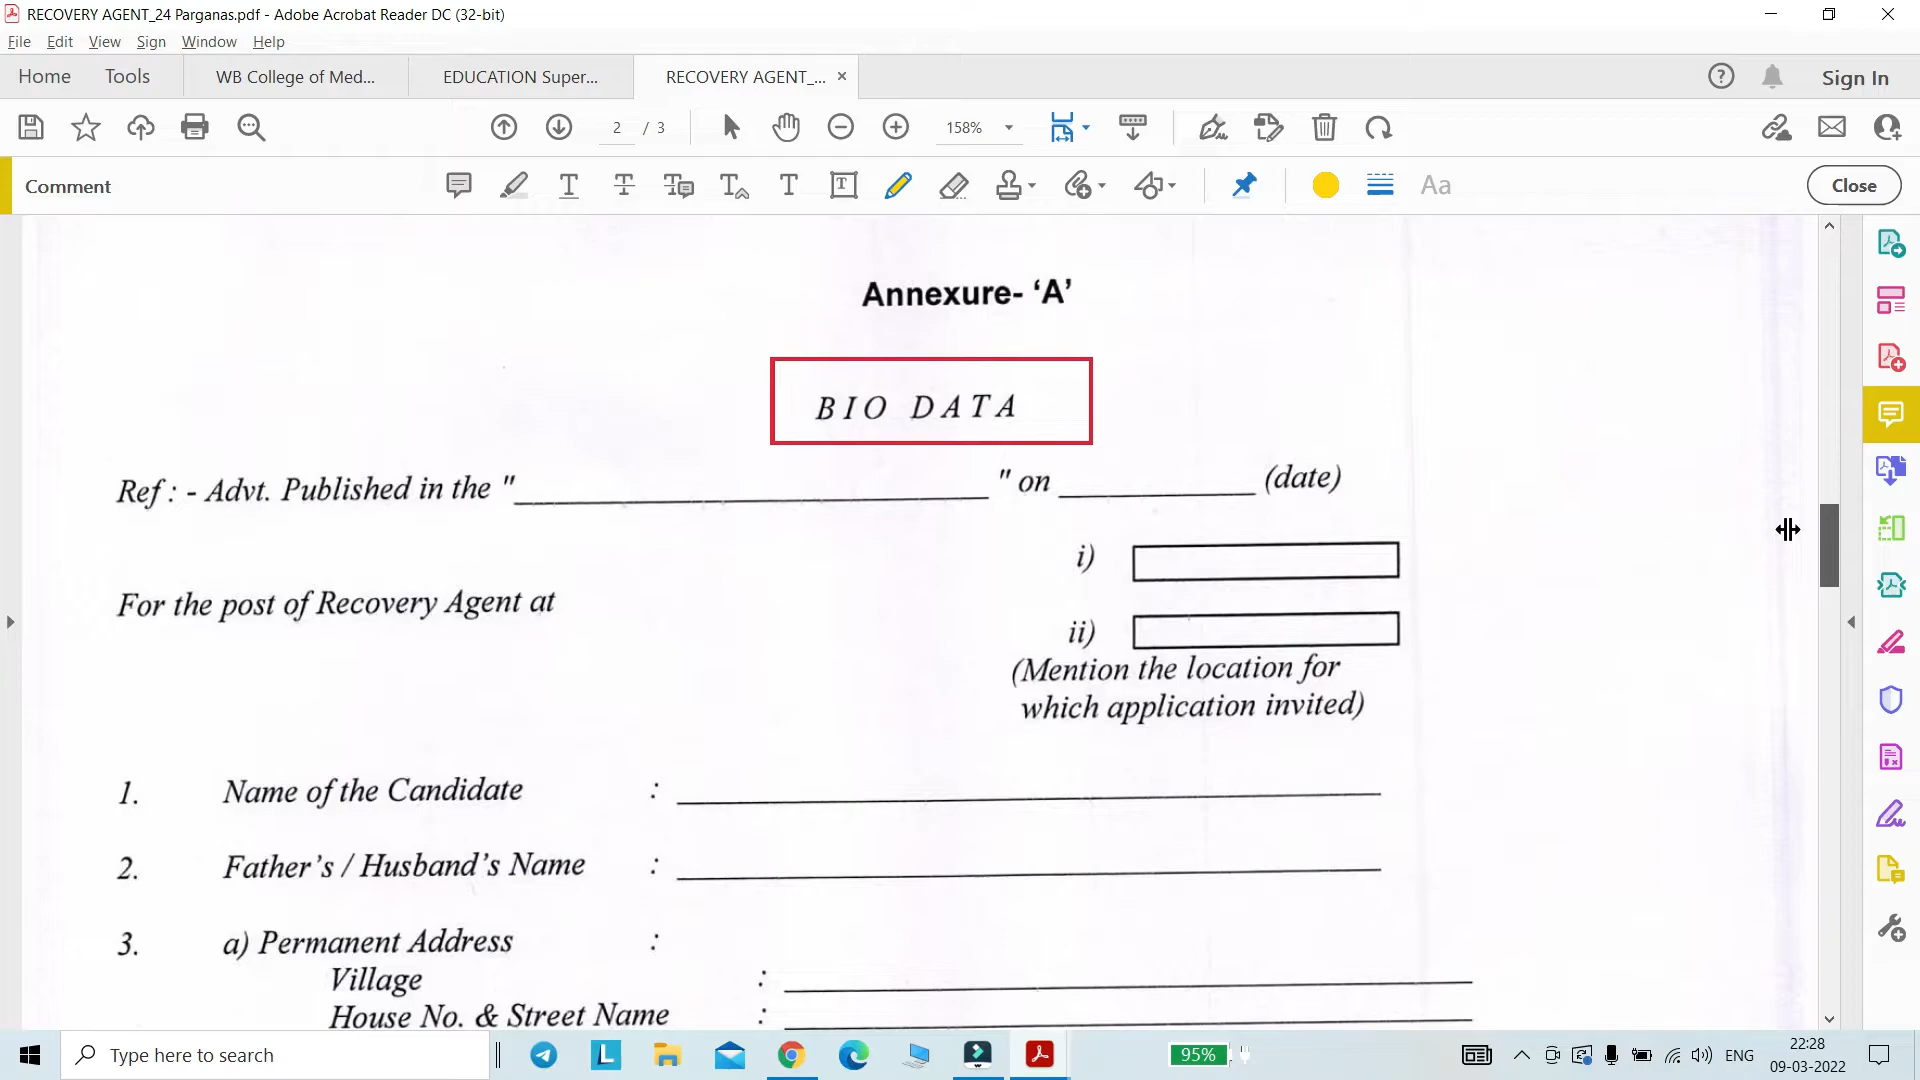 RECOVERY AGENT_24 Parganas.pdf - Adobe Acrobat Reader DC (32-bit)
File Edit View Sign Window Help
Home Tools WB College of Med... EDUCATION Super... RECOVERY AGENT_... × Sign In
2 / 3 158%
Comment Aa Close
Annexure- ‘A’
BIO DATA
Ref : - Advt. Published in the "______________________________ " on ____________ (date)
i)
For the post of Recovery Agent at
ii)
(Mention the location for
which application invited)
1. Name of the Candidate :
2. Father’s / Husband’s Name :
3. a) Permanent Address :
Village :
House No. & Street Name :
Type here to search 95% ENG 22:28
09-03-2022